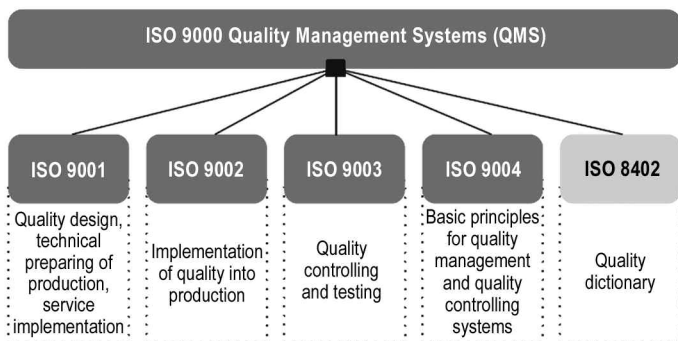 ISO 9000 Quality Management Systems (QMS)
ISO 9001
ISO 9002
ISO 9003
ISO 9004
ISO 8402
Quality design,
technical
preparing of
production,
service
implementation
Implementation
of quality into
production
Quality
controlling
and testing
Basic principles
for quality
management
and quality
controlling
systems
Quality
dictionary